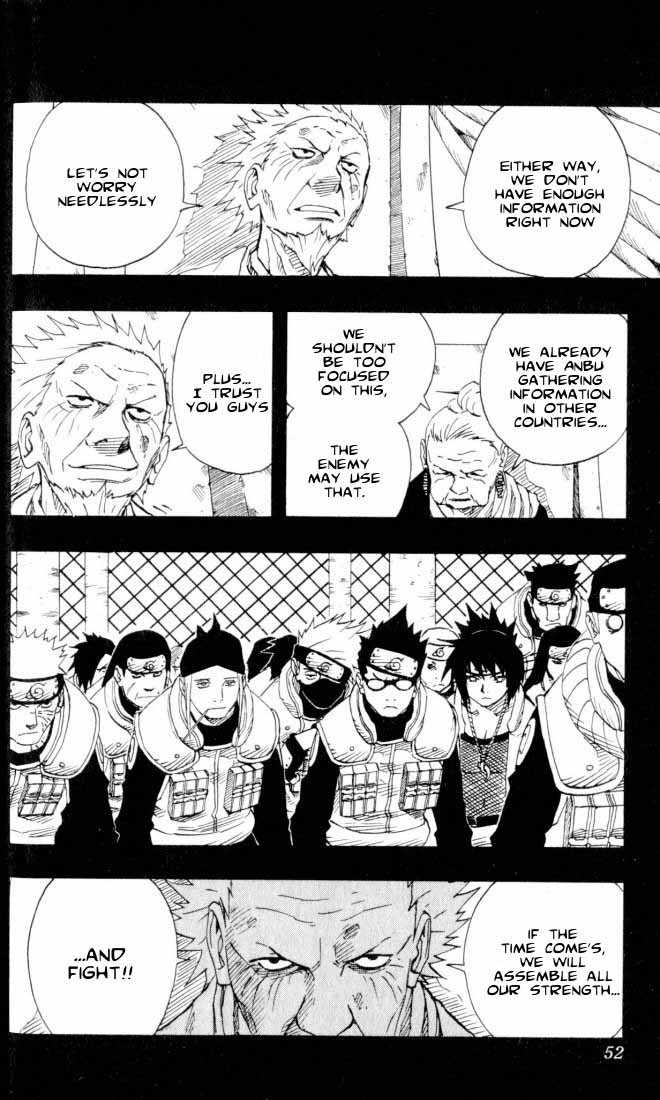 EITHER WAY,
WE DON'T
HAVE ENOUGH
INFORMATION
RIGHT NOW
LET'S NOT
WORRY
NEEDLESSLY
WE ALREADY
HAVE ANBU
GATHERING
INFORMATION
IN OTHER
COUNTRIES...
WE
SHOULDN'T
BE TOO
FOCUSED
ON THIS,
THE
ENEMY
MAY USE
THAT.
PLUS...
I TRUST
YOU GUYS
IF THE
TIME COME'S,
WE WILL
ASSEMBLE ALL
OUR STRENGTH...
...AND
FIGHT!!
52